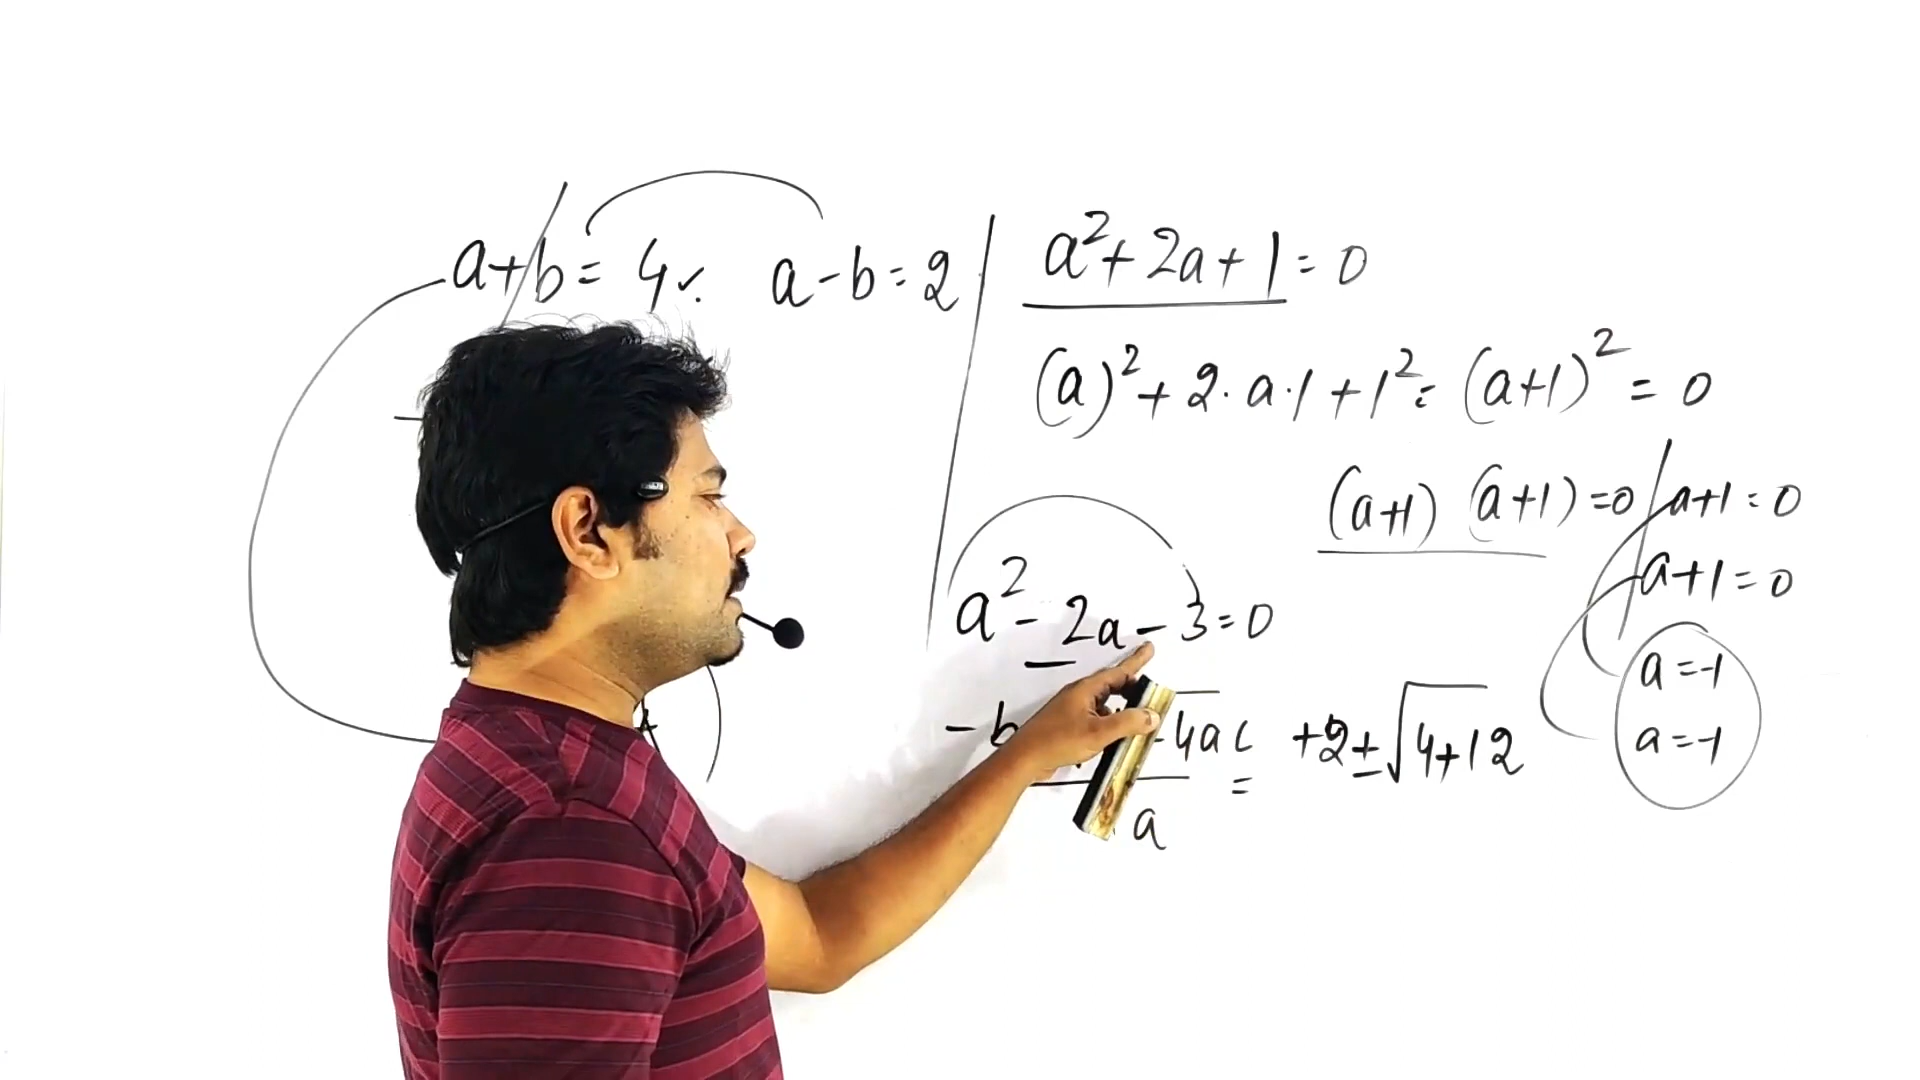 a+b = 4 ✓. a-b = 2
a² + 2a + 1 = 0
(a)² + 2. a. 1 + 1² = (a+1)² = 0
(a+1) (a+1) = 0 a+1 = 0
a+1 = 0
a² - 2a - 3 = 0
a = -1
a = -1
-b -4ac = +2 ± √4+12
a